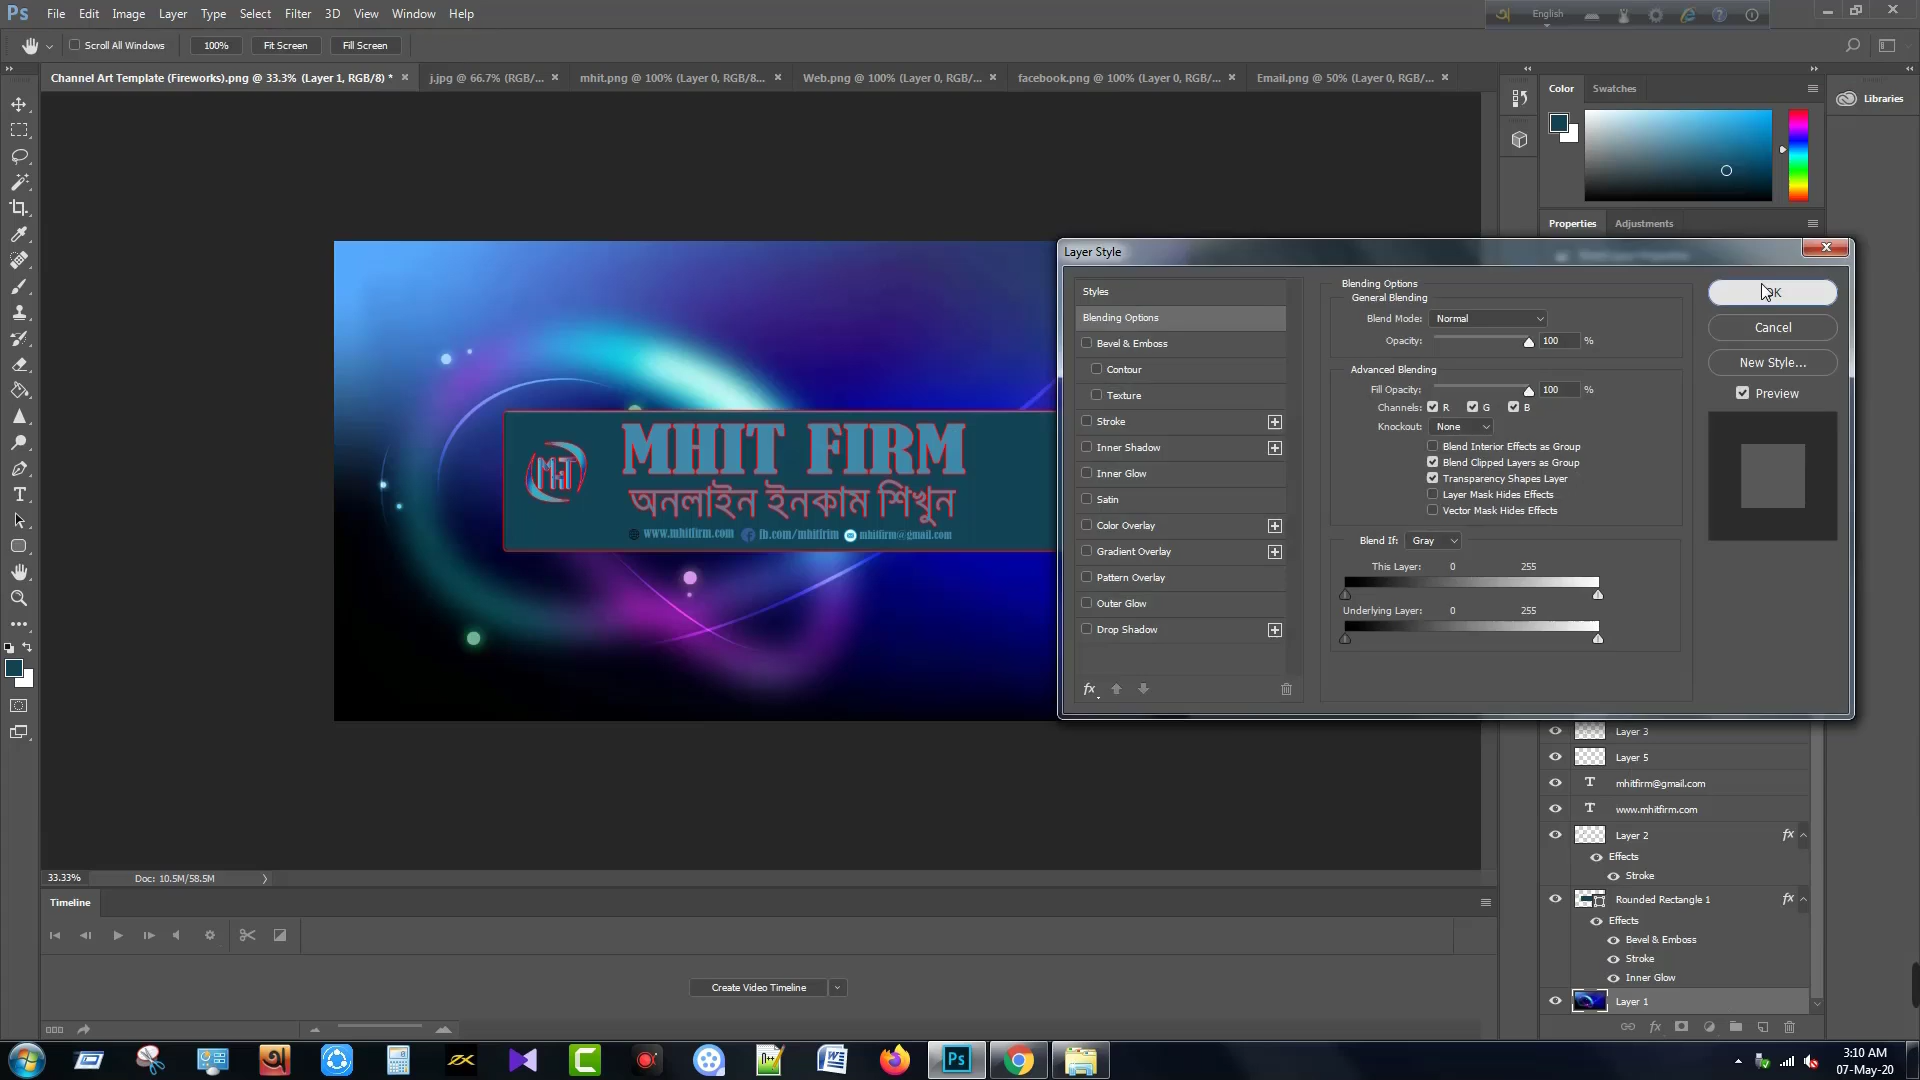 Ps File Edit Image Layer Type Select Filter 3D View Window Help
English
Scroll All Windows 100% Fit Screen Fill Screen
Channel Art Template (Fireworks).png @ 33.3% (Layer 1, RGB/8) * j.jpg @ 66.7% (RGB/... mhit.png @ 100% (Layer 0, RGB/8... Web.png @ 100% (Layer 0, RGB/... facebook.png @ 100% (Layer 0, RGB/... Email.png @ 50% (Layer 0, RGB/...
Color Swatches
Libraries
Properties Adjustments
Layer Style
Styles
Blending Options
Bevel & Emboss
Contour
Texture
Stroke
Inner Shadow
Inner Glow
Satin
Color Overlay
Gradient Overlay
Pattern Overlay
Outer Glow
Drop Shadow
fx
Blending Options
General Blending
Blend Mode: Normal
Opacity: 100 %
Advanced Blending
Fill Opacity: 100 %
Channels: R G B
Knockout: None
Blend Interior Effects as Group
Blend Clipped Layers as Group
Transparency Shapes Layer
Layer Mask Hides Effects
Vector Mask Hides Effects
Blend If: Gray
This Layer: 0 255
Underlying Layer: 0 255
OK
Cancel
New Style...
Preview
MHIT
MHIT FIRM
অনলাইন ইনকাম শিখুন
www.mhitfirm.com fb.com/mhitfrim mhitfirm@gmail.com
Layer 3
Layer 5
T mhitfirm@gmail.com
T www.mhitfirm.com
Layer 2 fx
Effects
Stroke
Rounded Rectangle 1 fx
Effects
Bevel & Emboss
Stroke
Inner Glow
Layer 1
fx
33.33% Doc: 10.5M/58.5M
Timeline
Create Video Timeline
Ps
3:10 AM
07-May-20